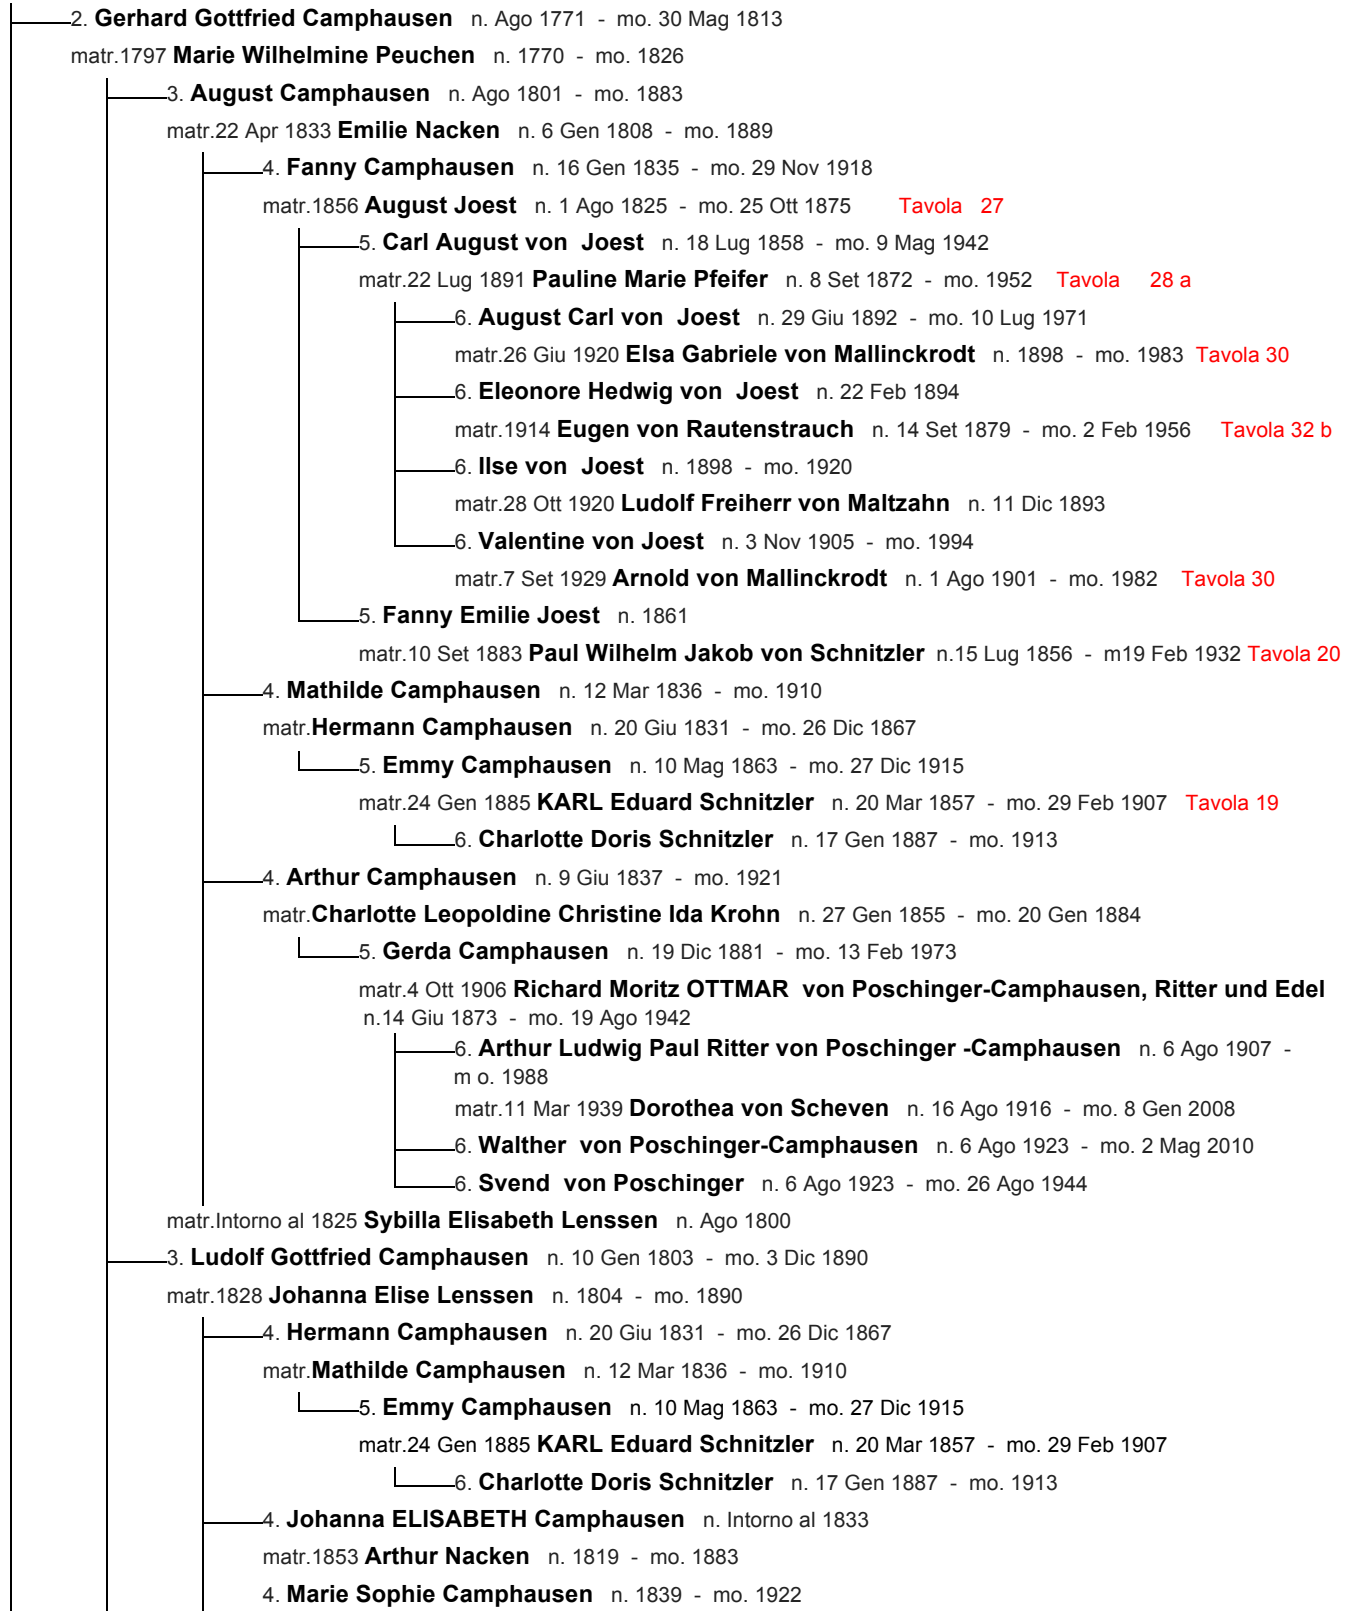 2. Gerhard Gottfried Camphausen n. Ago 1771 - mo. 30 Mag 1813
matr.1797 Marie Wilhelmine Peuchen n. 1770 - mo. 1826
3. August Camphausen n. Ago 1801 - mo. 1883
matr.22 Apr 1833 Emilie Nacken n. 6 Gen 1808 - mo. 1889
4. Fanny Camphausen n. 16 Gen 1835 - mo. 29 Nov 1918
matr.1856 August Joest n. 1 Ago 1825 - mo. 25 Ott 1875 Tavola 27
5. Carl August von Joest n. 18 Lug 1858 - mo. 9 Mag 1942
matr.22 Lug 1891 Pauline Marie Pfeifer n. 8 Set 1872 - mo. 1952 Tavola 28 a
6. August Carl von Joest n. 29 Giu 1892 - mo. 10 Lug 1971
matr.26 Giu 1920 Elsa Gabriele von Mallinckrodt n. 1898 - mo. 1983 Tavola 30
6. Eleonore Hedwig von Joest n. 22 Feb 1894
matr.1914 Eugen von Rautenstrauch n. 14 Set 1879 - mo. 2 Feb 1956 Tavola 32 b
6. Ilse von Joest n. 1898 - mo. 1920
matr.28 Ott 1920 Ludolf Freiherr von Maltzahn n. 11 Dic 1893
6. Valentine von Joest n. 3 Nov 1905 - mo. 1994
matr.7 Set 1929 Arnold von Mallinckrodt n. 1 Ago 1901 - mo. 1982 Tavola 30
5. Fanny Emilie Joest n. 1861
matr.10 Set 1883 Paul Wilhelm Jakob von Schnitzler n.15 Lug 1856 - m19 Feb 1932 Tavola 20
4. Mathilde Camphausen n. 12 Mar 1836 - mo. 1910
matr.Hermann Camphausen n. 20 Giu 1831 - mo. 26 Dic 1867
5. Emmy Camphausen n. 10 Mag 1863 - mo. 27 Dic 1915
matr.24 Gen 1885 KARL Eduard Schnitzler n. 20 Mar 1857 - mo. 29 Feb 1907 Tavola 19
6. Charlotte Doris Schnitzler n. 17 Gen 1887 - mo. 1913
4. Arthur Camphausen n. 9 Giu 1837 - mo. 1921
matr.Charlotte Leopoldine Christine Ida Krohn n. 27 Gen 1855 - mo. 20 Gen 1884
5. Gerda Camphausen n. 19 Dic 1881 - mo. 13 Feb 1973
matr.4 Ott 1906 Richard Moritz OTTMAR von Poschinger-Camphausen, Ritter und Edel
n.14 Giu 1873 - mo. 19 Ago 1942
6. Arthur Ludwig Paul Ritter von Poschinger -Camphausen n. 6 Ago 1907 -
m o. 1988
matr.11 Mar 1939 Dorothea von Scheven n. 16 Ago 1916 - mo. 8 Gen 2008
6. Walther von Poschinger-Camphausen n. 6 Ago 1923 - mo. 2 Mag 2010
6. Svend von Poschinger n. 6 Ago 1923 - mo. 26 Ago 1944
matr.Intorno al 1825 Sybilla Elisabeth Lenssen n. Ago 1800
3. Ludolf Gottfried Camphausen n. 10 Gen 1803 - mo. 3 Dic 1890
matr.1828 Johanna Elise Lenssen n. 1804 - mo. 1890
4. Hermann Camphausen n. 20 Giu 1831 - mo. 26 Dic 1867
matr.Mathilde Camphausen n. 12 Mar 1836 - mo. 1910
5. Emmy Camphausen n. 10 Mag 1863 - mo. 27 Dic 1915
matr.24 Gen 1885 KARL Eduard Schnitzler n. 20 Mar 1857 - mo. 29 Feb 1907
6. Charlotte Doris Schnitzler n. 17 Gen 1887 - mo. 1913
4. Johanna ELISABETH Camphausen n. Intorno al 1833
matr.1853 Arthur Nacken n. 1819 - mo. 1883
4. Marie Sophie Camphausen n. 1839 - mo. 1922